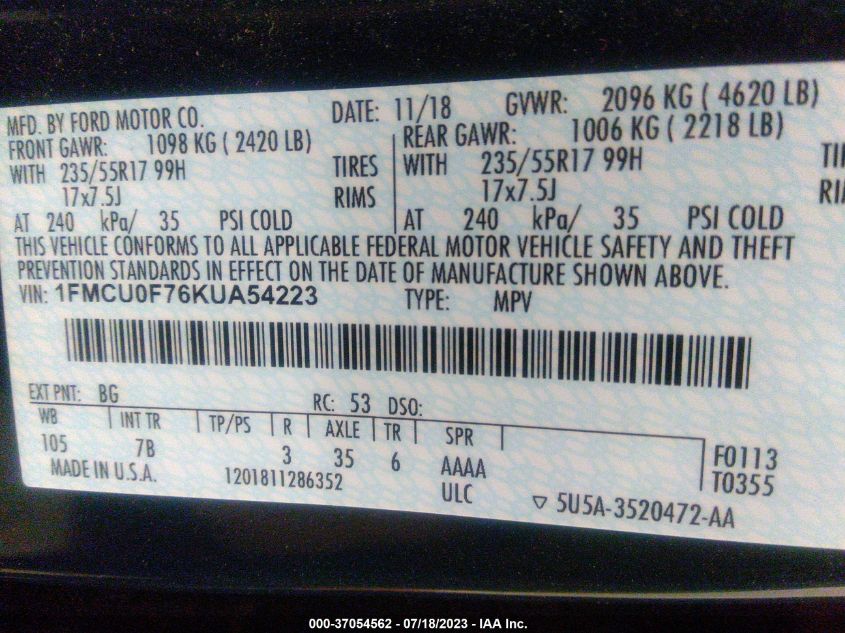 MFD. BY FORD MOTOR CO. DATE: 11/18 GVWR: 2096 KG ( 4620 LB)
FRONT GAWR: 1098 KG ( 2420 LB) REAR GAWR: 1006 KG ( 2218 LB)
WITH 235/55R17 99H TIRES WITH 235/55R17 99H
17x7.5J RIMS 17x7.5J
AT 240 kPa/ 35 PSI COLD AT 240 kPa/ 35 PSI COLD
THIS VEHICLE CONFORMS TO ALL APPLICABLE FEDERAL MOTOR VEHICLE SAFETY AND THEFT
PREVENTION STANDARDS IN EFFECT ON THE DATE OF MANUFACTURE SHOWN ABOVE.
VIN: 1FMCU0F76KUA54223 TYPE: MPV
EXT PNT: BG RC: 53 DSO:
WB INT TR TP/PS R AXLE TR SPR
105 7B 3 35 6 AAAA F0113
MADE IN U.S.A. 1201811286352 ULC T0355
▽ 5U5A-3520472-AA
000-37054562 - 07/18/2023 - IAA Inc.